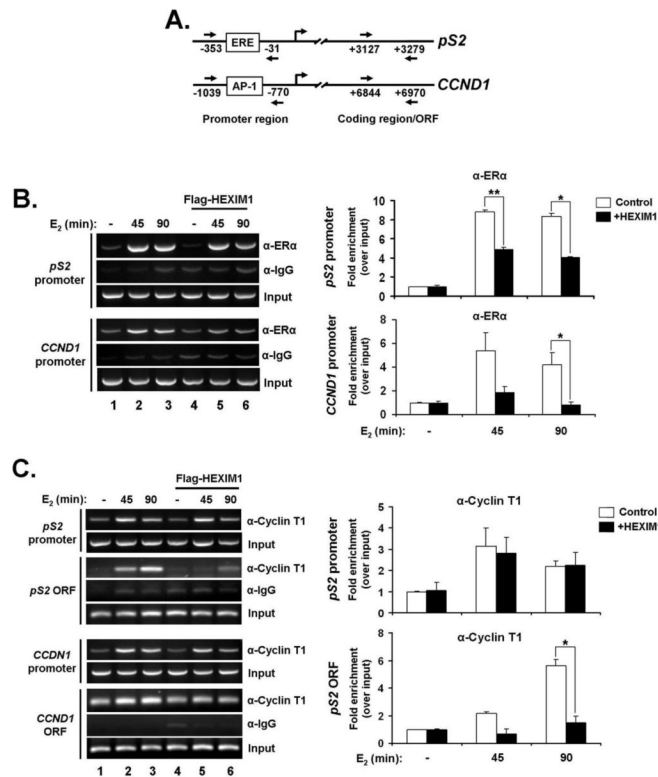 A.
ERE
-353
-31
+3127
+3279
pS2
AP-1
-1039
-770
+6844
+6970
CCND1
Promoter region
Coding region/ORF
B.
Flag-HEXIM1
E2 (min): - 45 90 - 45 90
pS2 promoter
α-ERα
α-IgG
Input
CCND1 promoter
α-ERα
α-IgG
Input
1 2 3 4 5 6
α-ERα
Control
+HEXIM1
pS2 promoter
Fold enrichment
(over input)
10
8
6
4
2
0
**
*
α-ERα
CCND1 promoter
Fold enrichment
(over input)
8
6
4
2
0
*
E2 (min): - 45 90
C.
Flag-HEXIM1
E2 (min): - 45 90 - 45 90
pS2 promoter
α-Cyclin T1
Input
pS2 ORF
α-Cyclin T1
α-IgG
Input
CCDN1 promoter
α-Cyclin T1
Input
CCND1 ORF
α-Cyclin T1
α-IgG
Input
1 2 3 4 5 6
α-Cyclin T1
Control
+HEXIM
pS2 promoter
Fold enrichment
(over input)
5
4
3
2
1
0
α-Cyclin T1
pS2 ORF
Fold enrichment
(over input)
8
6
4
2
0
*
E2 (min): - 45 90